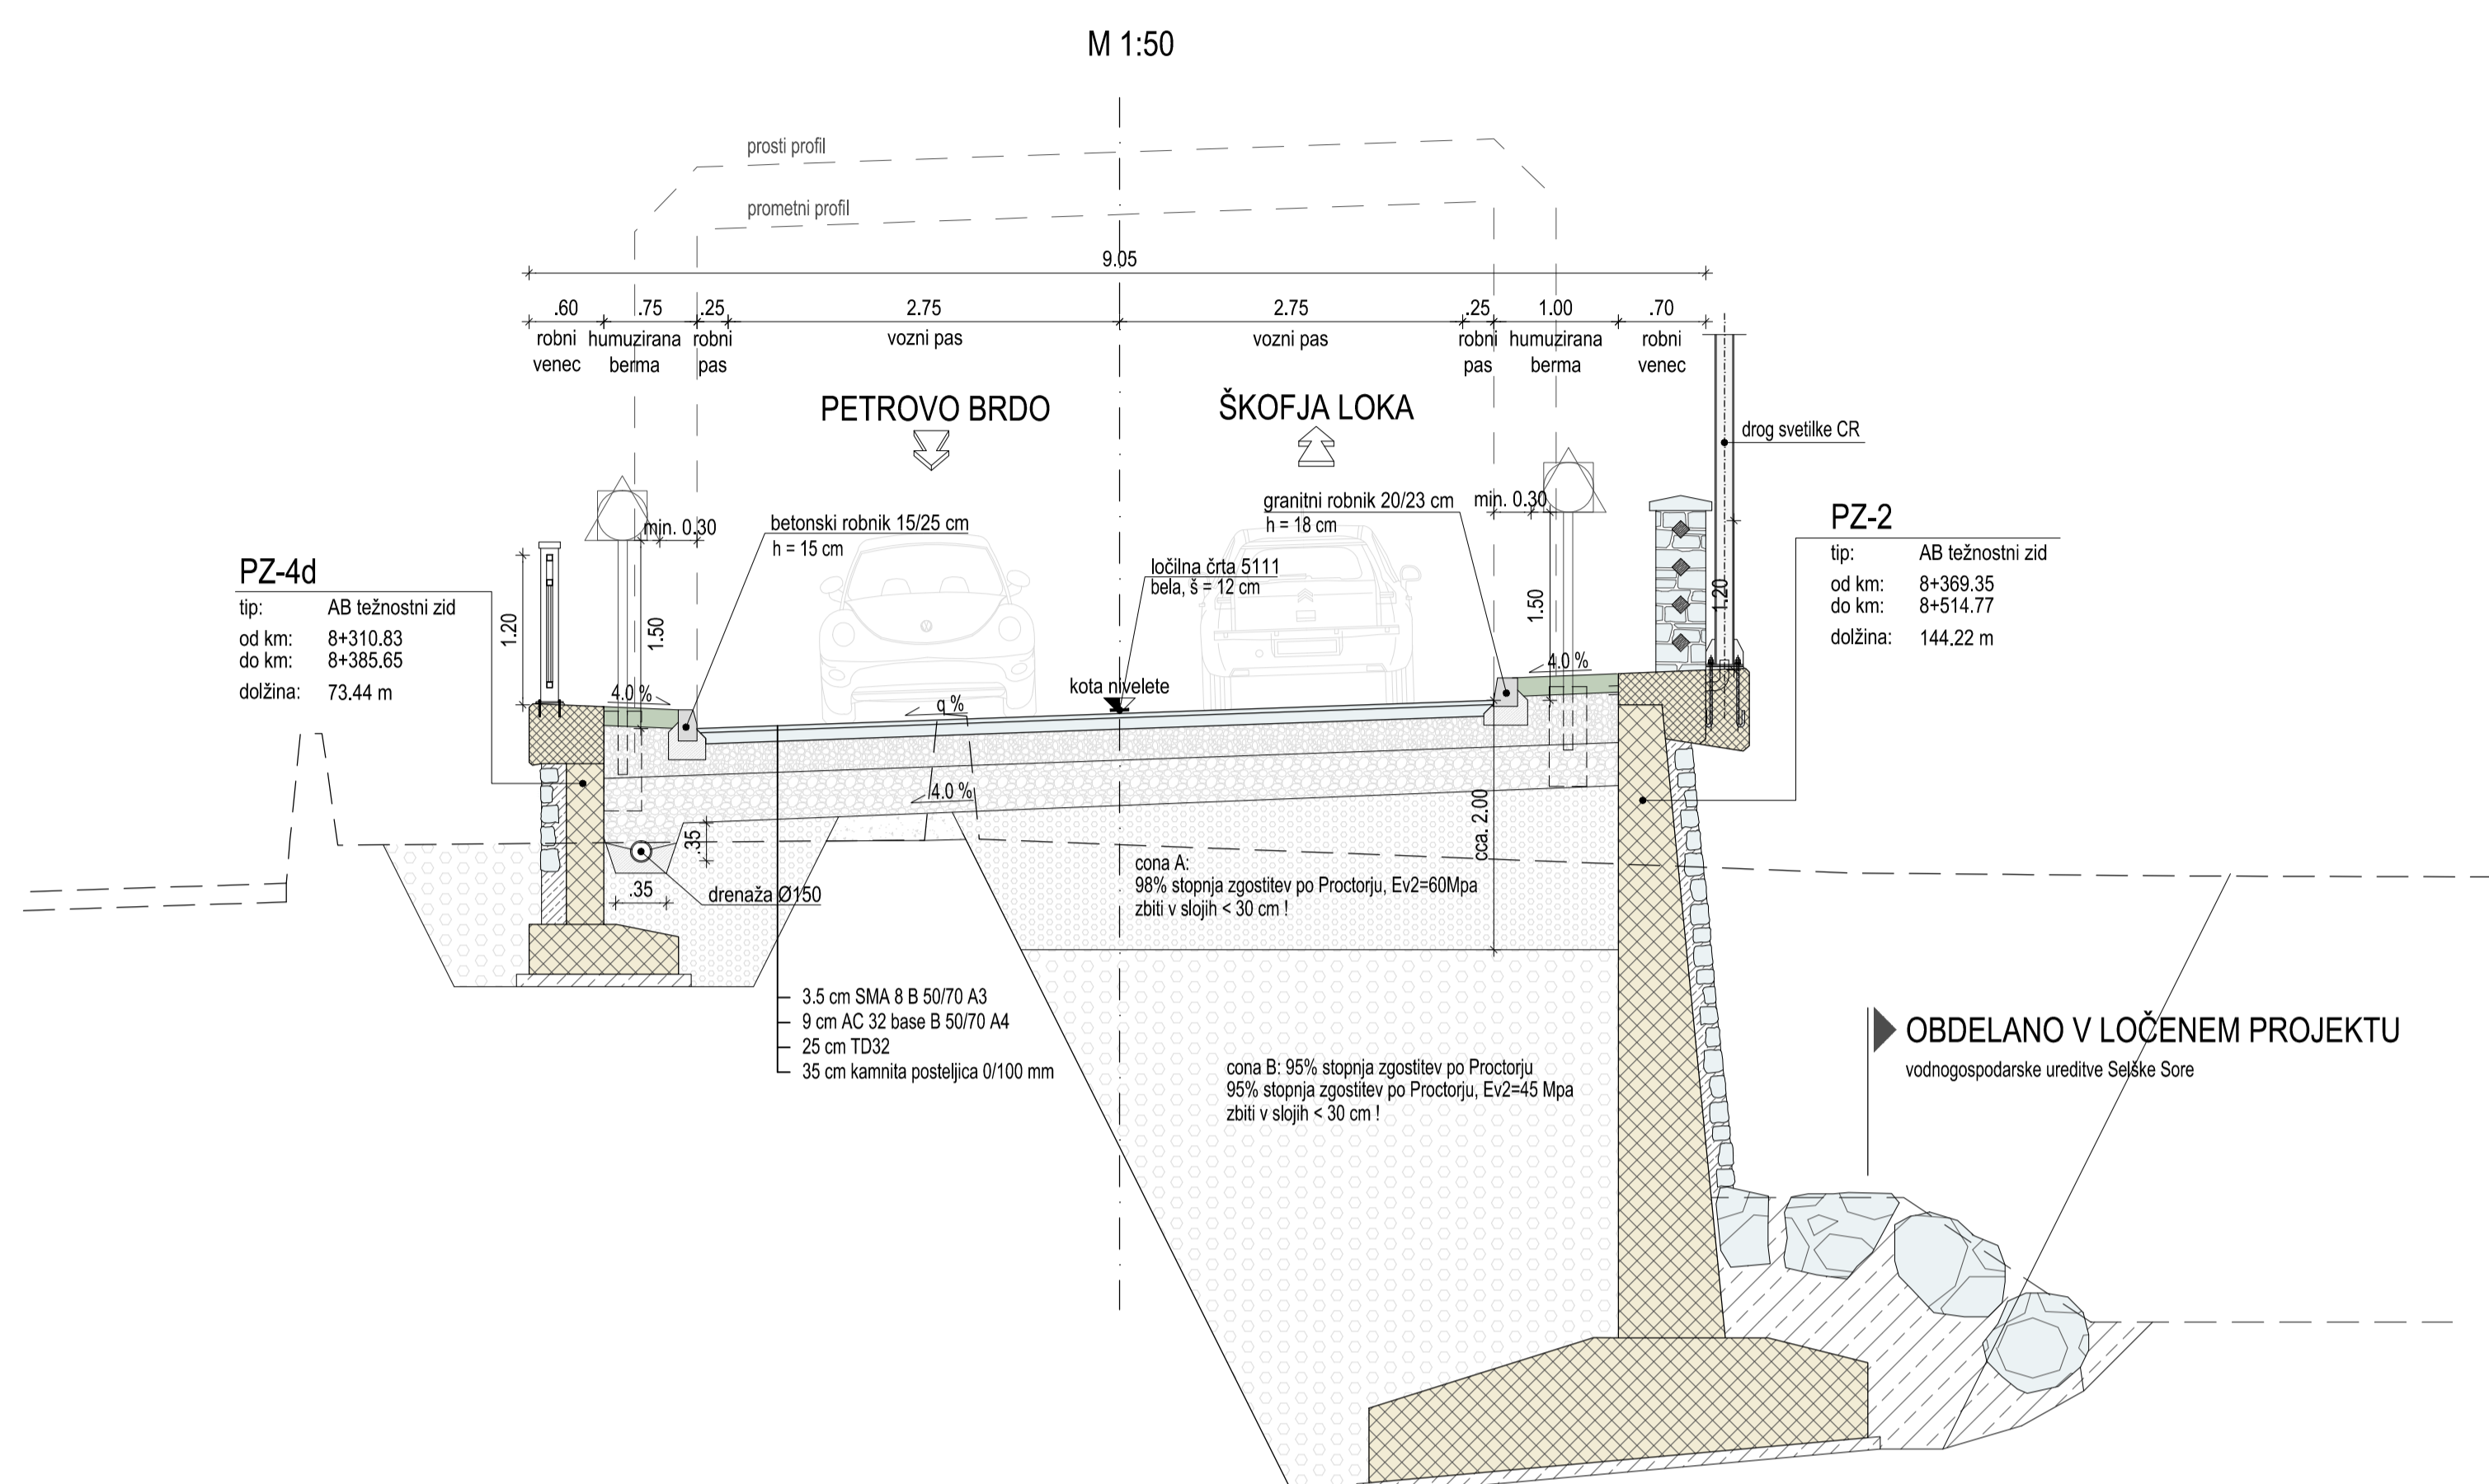 M 1:50
prosti profil
prometni profil
9.05
.60 .75 .25 2.75 2.75 .25 1.00 .70
robni venec
humuzirana berma
robni pas
vozni pas
vozni pas
robni pas
humuzirana berma
robni venec
PETROVO BRDO
ŠKOFJA LOKA
drog svetilke CR
min. 0.30
betonski robnik 15/25 cm
h = 15 cm
granitni robnik 20/23 cm
h = 18 cm
min. 0.30
ločilna črta 5111
bela, š = 12 cm
PZ-4d
tip: AB težnostni zid
od km: 8+310.83
do km: 8+385.65
dolžina: 73.44 m
PZ-2
tip: AB težnostni zid
od km: 8+369.35
do km: 8+514.77
dolžina: 144.22 m
1.20
1.50
1.50
1.20
4.0 %
q %
kota nivelete
4.0 %
4.0 %
.35
.35
drenaža Ø150
cca. 2.00
cona A:
98% stopnja zgostitev po Proctorju, Ev2=60Mpa
zbiti v slojih < 30 cm !
3.5 cm SMA 8 B 50/70 A3
9 cm AC 32 base B 50/70 A4
25 cm TD32
35 cm kamnita posteljica 0/100 mm
cona B: 95% stopnja zgostitev po Proctorju
95% stopnja zgostitev po Proctorju, Ev2=45 Mpa
zbiti v slojih < 30 cm !
OBDELANO V LOČENEM PROJEKTU
vodnogospodarske ureditve Selške Sore